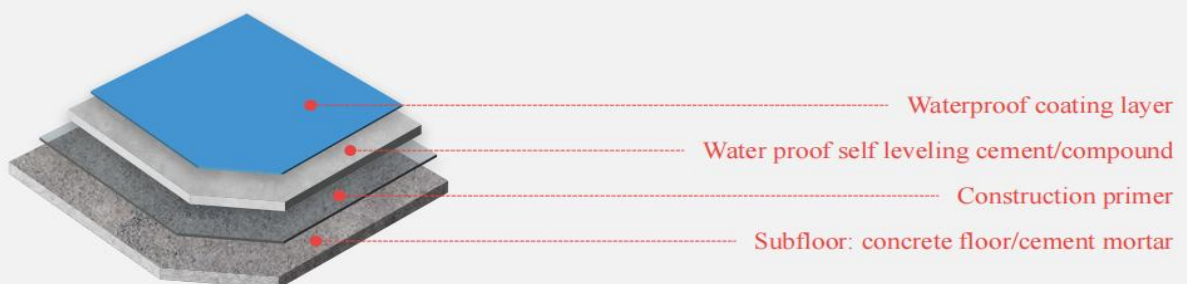 Waterproof coating layer
Water proof self leveling cement/compound
Construction primer
Subfloor: concrete floor/cement mortar